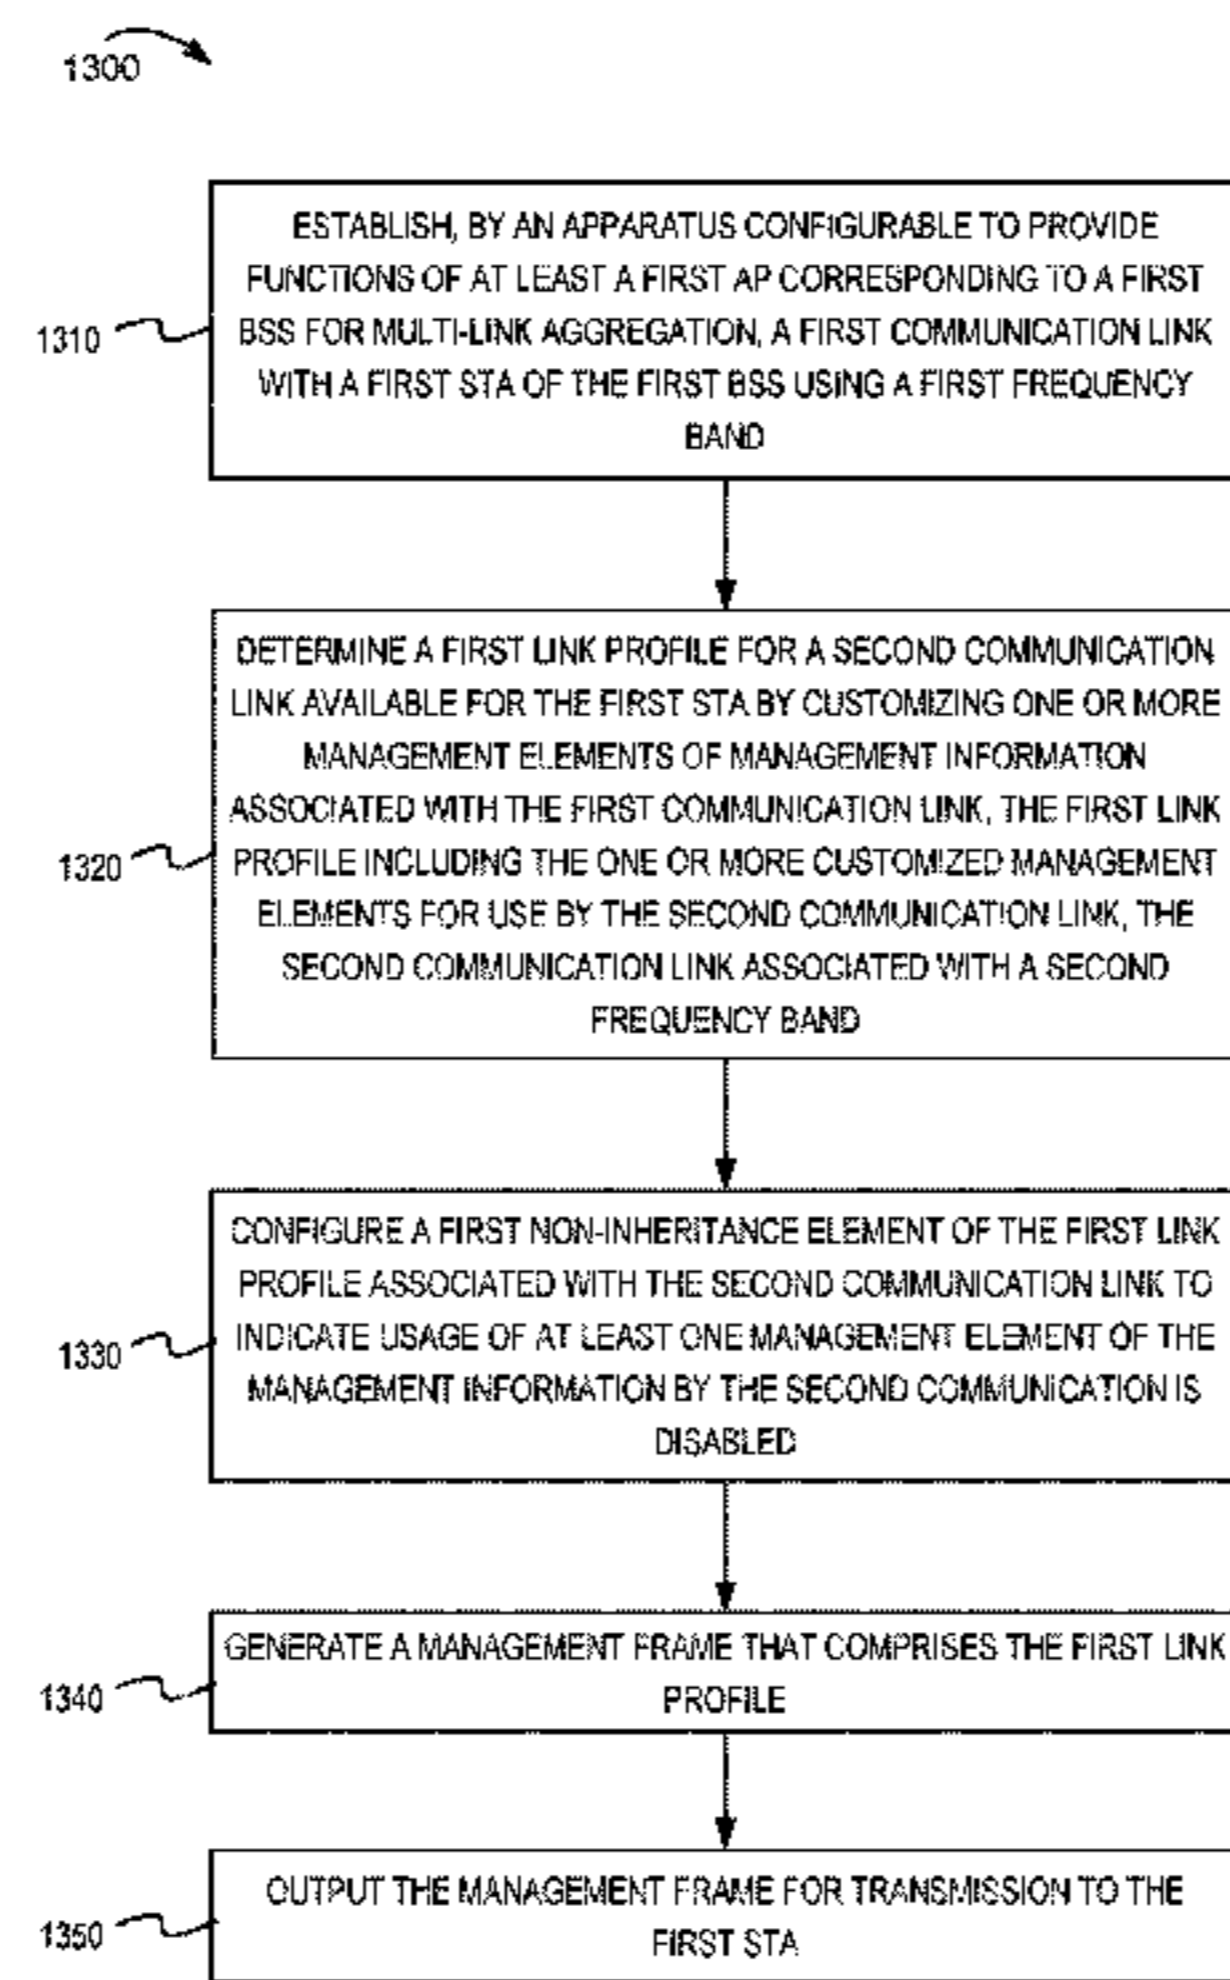 1300
ESTABLISH, BY AN APPARATUS CONFIGURABLE TO PROVIDE
FUNCTIONS OF AT LEAST A FIRST AP CORRESPONDING TO A FIRST
1310
BSS FOR MULTI-LINK AGGREGATION, A FIRST COMMUNICATION LINK
WITH A FIRST STA OF THE FIRST BSS USING A FIRST FREQUENCY
BAND
DETERMINE A FIRST LINK PROFILE FOR A SECOND COMMUNICATION
LINK AVAILABLE FOR THE FIRST STA BY CUSTOMIZING ONE OR MORE
MANAGEMENT ELEMENTS OF MANAGEMENT INFORMATION
ASSOCIATED WITH THE FIRST COMMUNICATION LINK, THE FIRST LINK
1320
PROFILE INCLUDING THE ONE OR MORE CUSTOMIZED MANAGEMENT
ELEMENTS FOR USE BY THE SECOND COMMUNICATION LINK, THE
SECOND COMMUNICATION LINK ASSOCIATED WITH A SECOND
FREQUENCY BAND
CONFIGURE A FIRST NON-INHERITANCE ELEMENT OF THE FIRST LINK
PROFILE ASSOCIATED WITH THE SECOND COMMUNICATION LINK TO
1330
INDICATE USAGE OF AT LEAST ONE MANAGEMENT ELEMENT OF THE
MANAGEMENT INFORMATION BY THE SECOND COMMUNICATION IS
DISABLED
GENERATE A MANAGEMENT FRAME THAT COMPRISES THE FIRST LINK
1340
PROFILE
OUTPUT THE MANAGEMENT FRAME FOR TRANSMISSION TO THE
1350
FIRST STA